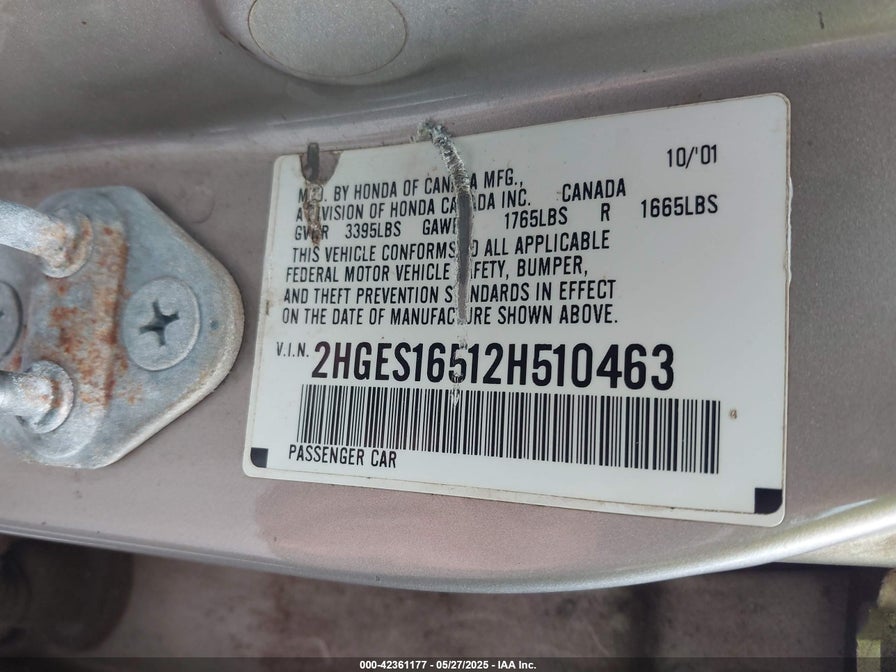 10/'01
MFD. BY HONDA OF CANADA MFG.,
A DIVISION OF HONDA CANADA INC. CANADA
GVWR 3395LBS GAWR 1765LBS R 1665LBS
THIS VEHICLE CONFORMS TO ALL APPLICABLE
FEDERAL MOTOR VEHICLE SAFETY, BUMPER,
AND THEFT PREVENTION STANDARDS IN EFFECT
ON THE DATE OF MANUFACTURE SHOWN ABOVE.
V.I.N. 2HGES16512H510463
PASSENGER CAR
000-42361177 — 05/27/2025 — IAA Inc.